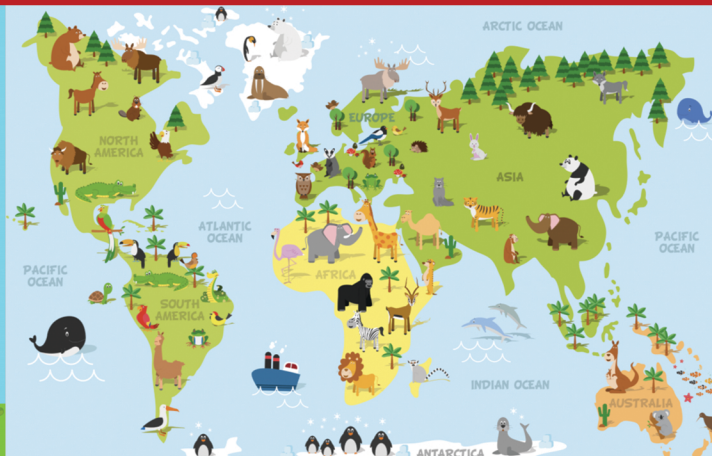 ARCTIC OCEAN
EUROPE
NORTH
AMERICA
ASIA
ATLANTIC
OCEAN
PACIFIC
OCEAN
PACIFIC
OCEAN
AFRICA
SOUTH
AMERICA
INDIAN OCEAN
AUSTRALIA
ANTARCTICA